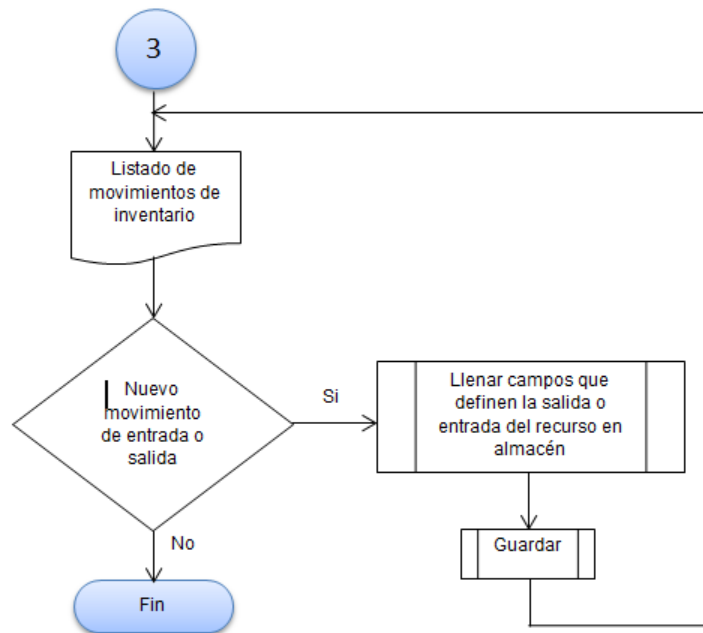 3
Listado de
movimientos de
inventario
Nuevo
movimiento
de entrada o
salida
Si
Llenar campos que
definen la salida o
entrada del recurso en
almacén
No
Guardar
Fin